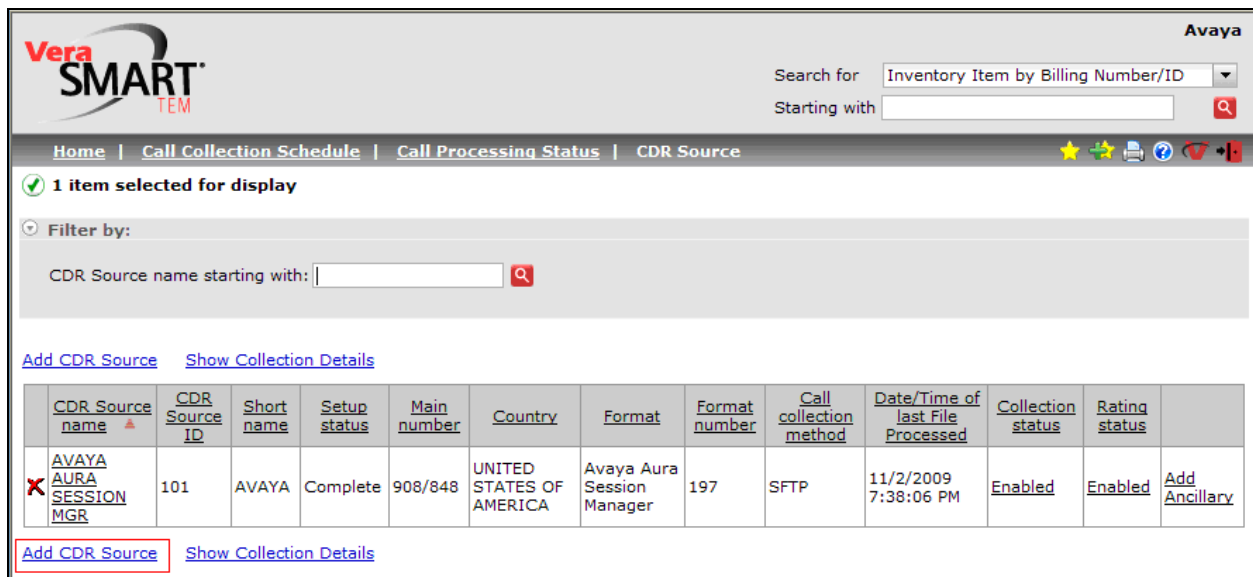 Avaya
Vera
SMART
TEM
Search for Inventory Item by Billing Number/ID
Starting with
Home | Call Collection Schedule | Call Processing Status | CDR Source
1 item selected for display
Filter by:
CDR Source name starting with:
Add CDR Source Show Collection Details
CDR Source name CDR Source ID Short name Setup status Main number Country Format Format number Call collection method Date/Time of last File Processed Collection status Rating status
AVAYA AURA SESSION MGR 101 AVAYA Complete 908/848 UNITED STATES OF AMERICA Avaya Aura Session Manager 197 SFTP 11/2/2009 7:38:06 PM Enabled Enabled Add Ancillary
Add CDR Source Show Collection Details